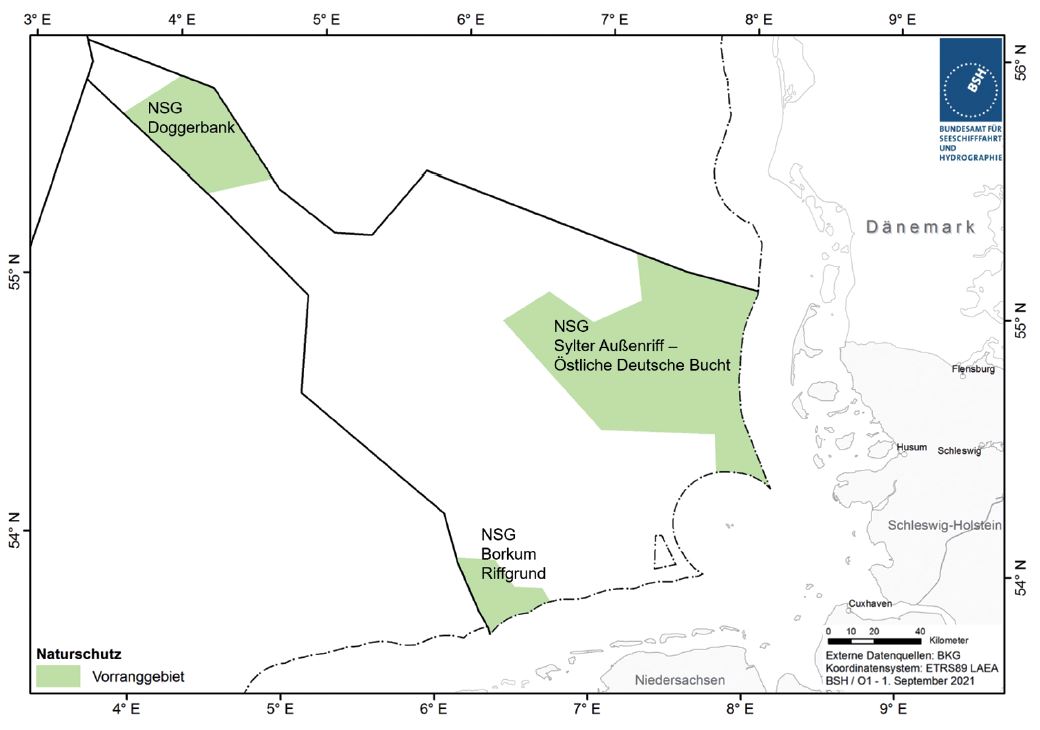 3° E 4° E 5° E 6° E 7° E 8° E 9° E
56° N
BSH
BUNDESAMT FÜR
SEESCHIFFFAHRT
UND
HYDROGRAPHIE
NSG
Doggerbank
Dänemark
55° N
55° N
NSG
Sylter Außenriff –
Östliche Deutsche Bucht
Flensburg
Husum
Schleswig
Schleswig-Holstein
54° N
NSG
Borkum
Riffgrund
54° N
Cuxhaven
0 10 20 40
Kilometer
Naturschutz
Vorranggebiet
Niedersachsen
Externe Datenquellen: BKG
Koordinatensystem: ETRS89 LAEA
BSH / O1 - 1. September 2021
4° E 5° E 6° E 7° E 8° E 9° E